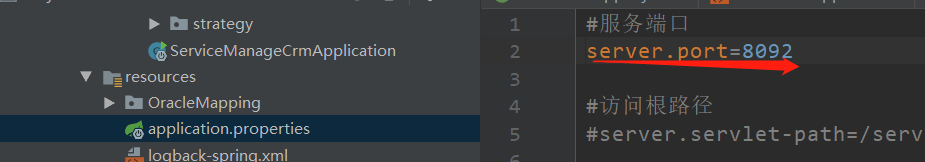 strategy
ServiceManageCrmApplication
resources
OracleMapping
application.properties
logback-spring.xml
1 #服务端口
2 server.port=8092
3
4 #访问根路径
5 #server.servlet-path=/serv